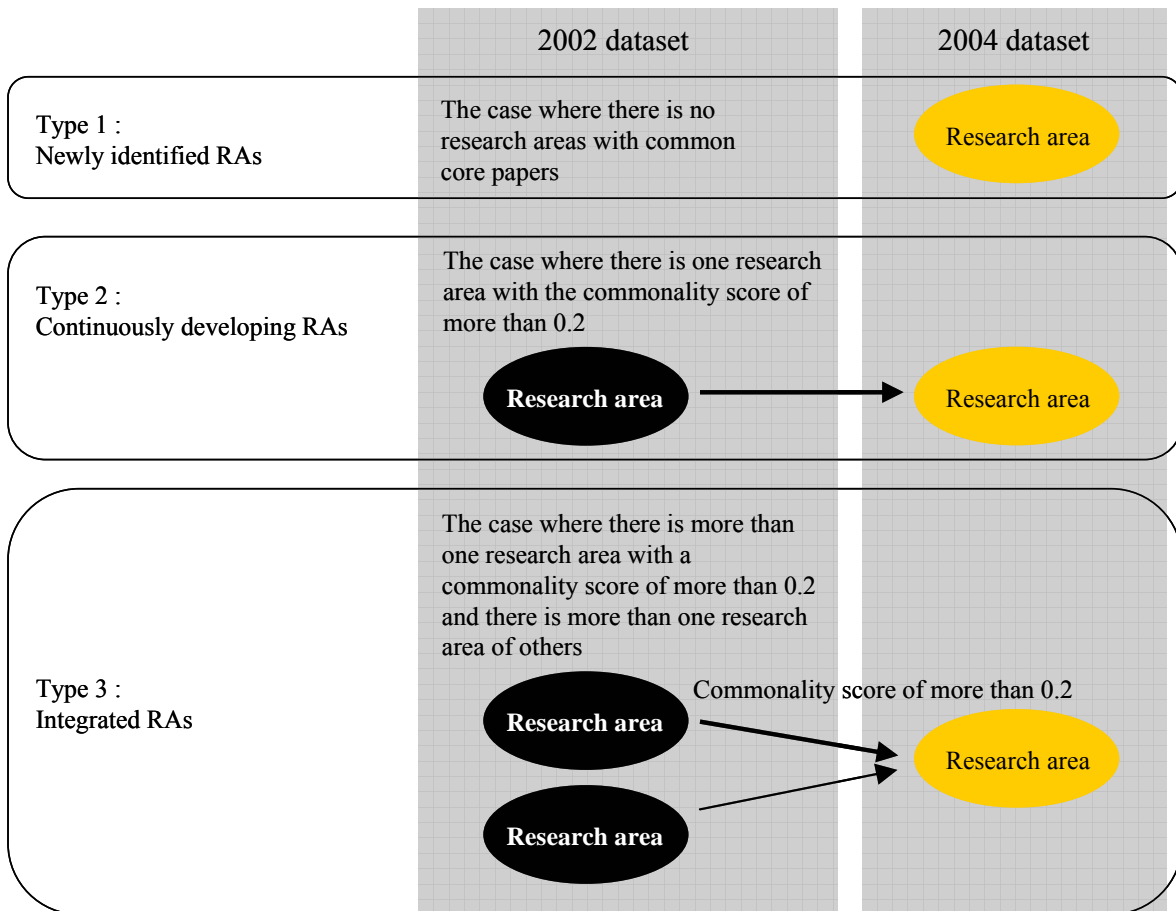 2002 dataset
2004 dataset
Type 1 :
Newly identified RAs
The case where there is no
research areas with common
core papers
Research area
Type 2 :
Continuously developing RAs
The case where there is one research
area with the commonality score of
more than 0.2
Research area
Research area
Type 3 :
Integrated RAs
The case where there is more than
one research area with a
commonality score of more than 0.2
and there is more than one research
area of others
Commonality score of more than 0.2
Research area
Research area
Research area